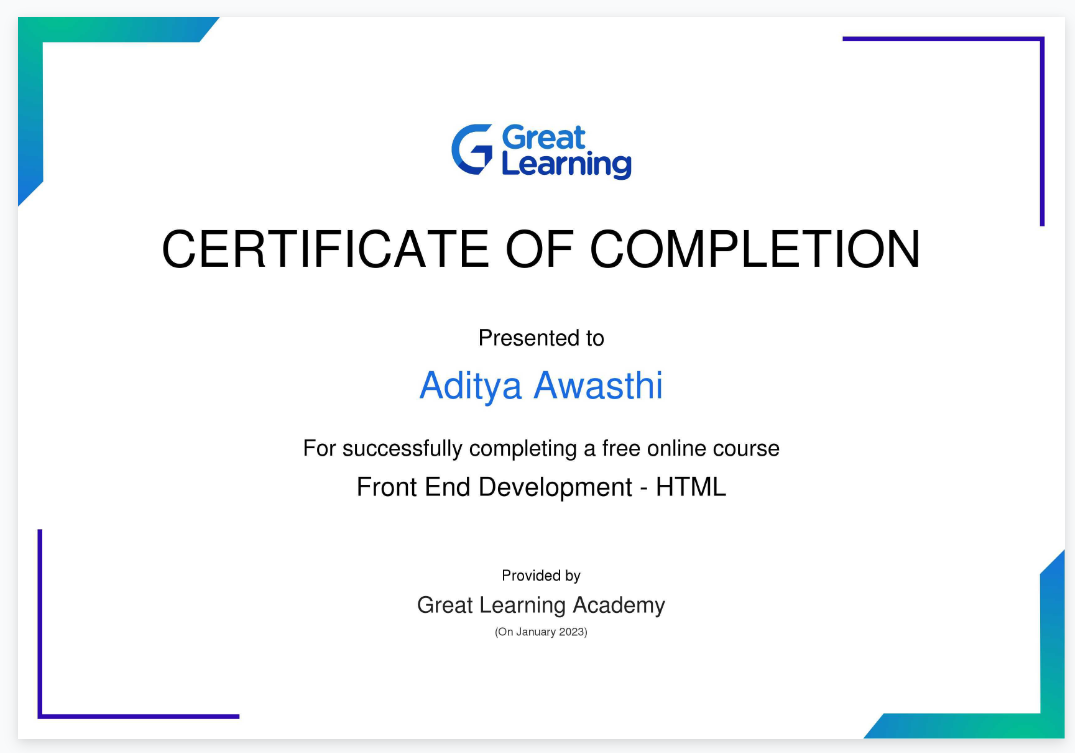 Great
Learning
CERTIFICATE OF COMPLETION
Presented to
Aditya Awasthi
For successfully completing a free online course
Front End Development - HTML
Provided by
Great Learning Academy
(On January 2023)